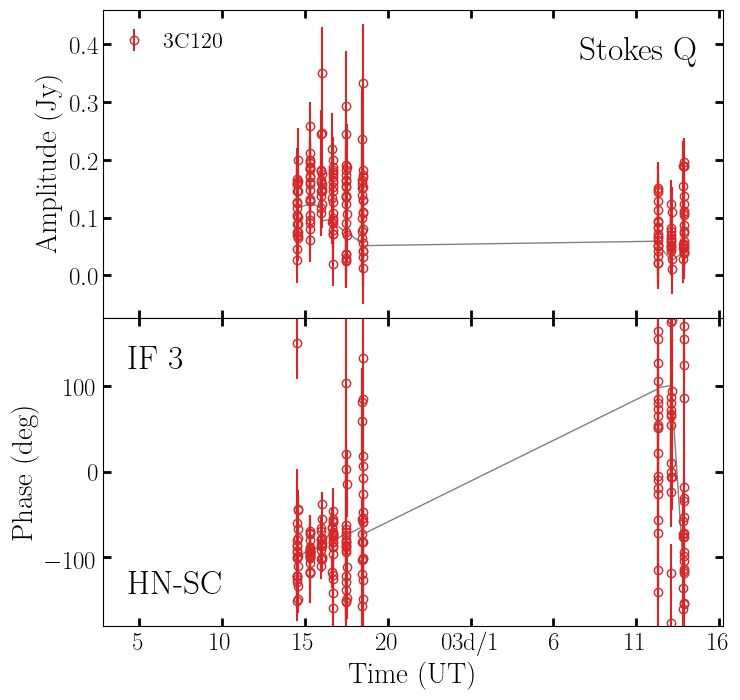 3C120
Stokes Q
0.4
0.3
0.2
0.1
0.0
Amplitude (Jy)
IF 3
100
0
−100
Phase (deg)
HN-SC
5 10 15 20 03d/1 6 11 16
Time (UT)